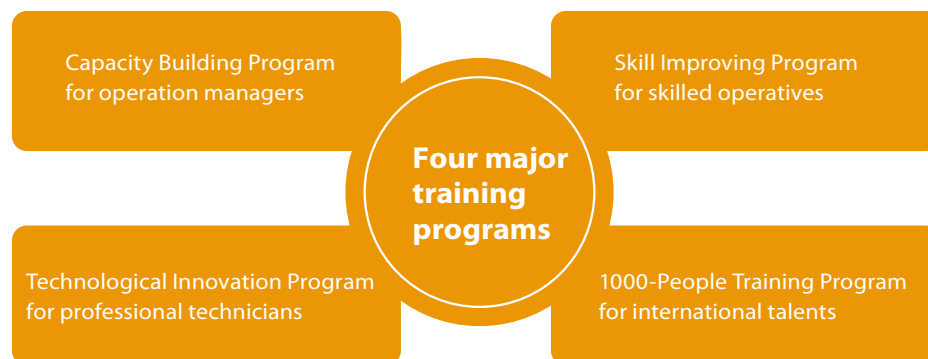 Capacity Building Program
for operation managers
Skill Improving Program
for skilled operatives
Four major
training
programs
Technological Innovation Program
for professional technicians
1000-People Training Program
for international talents